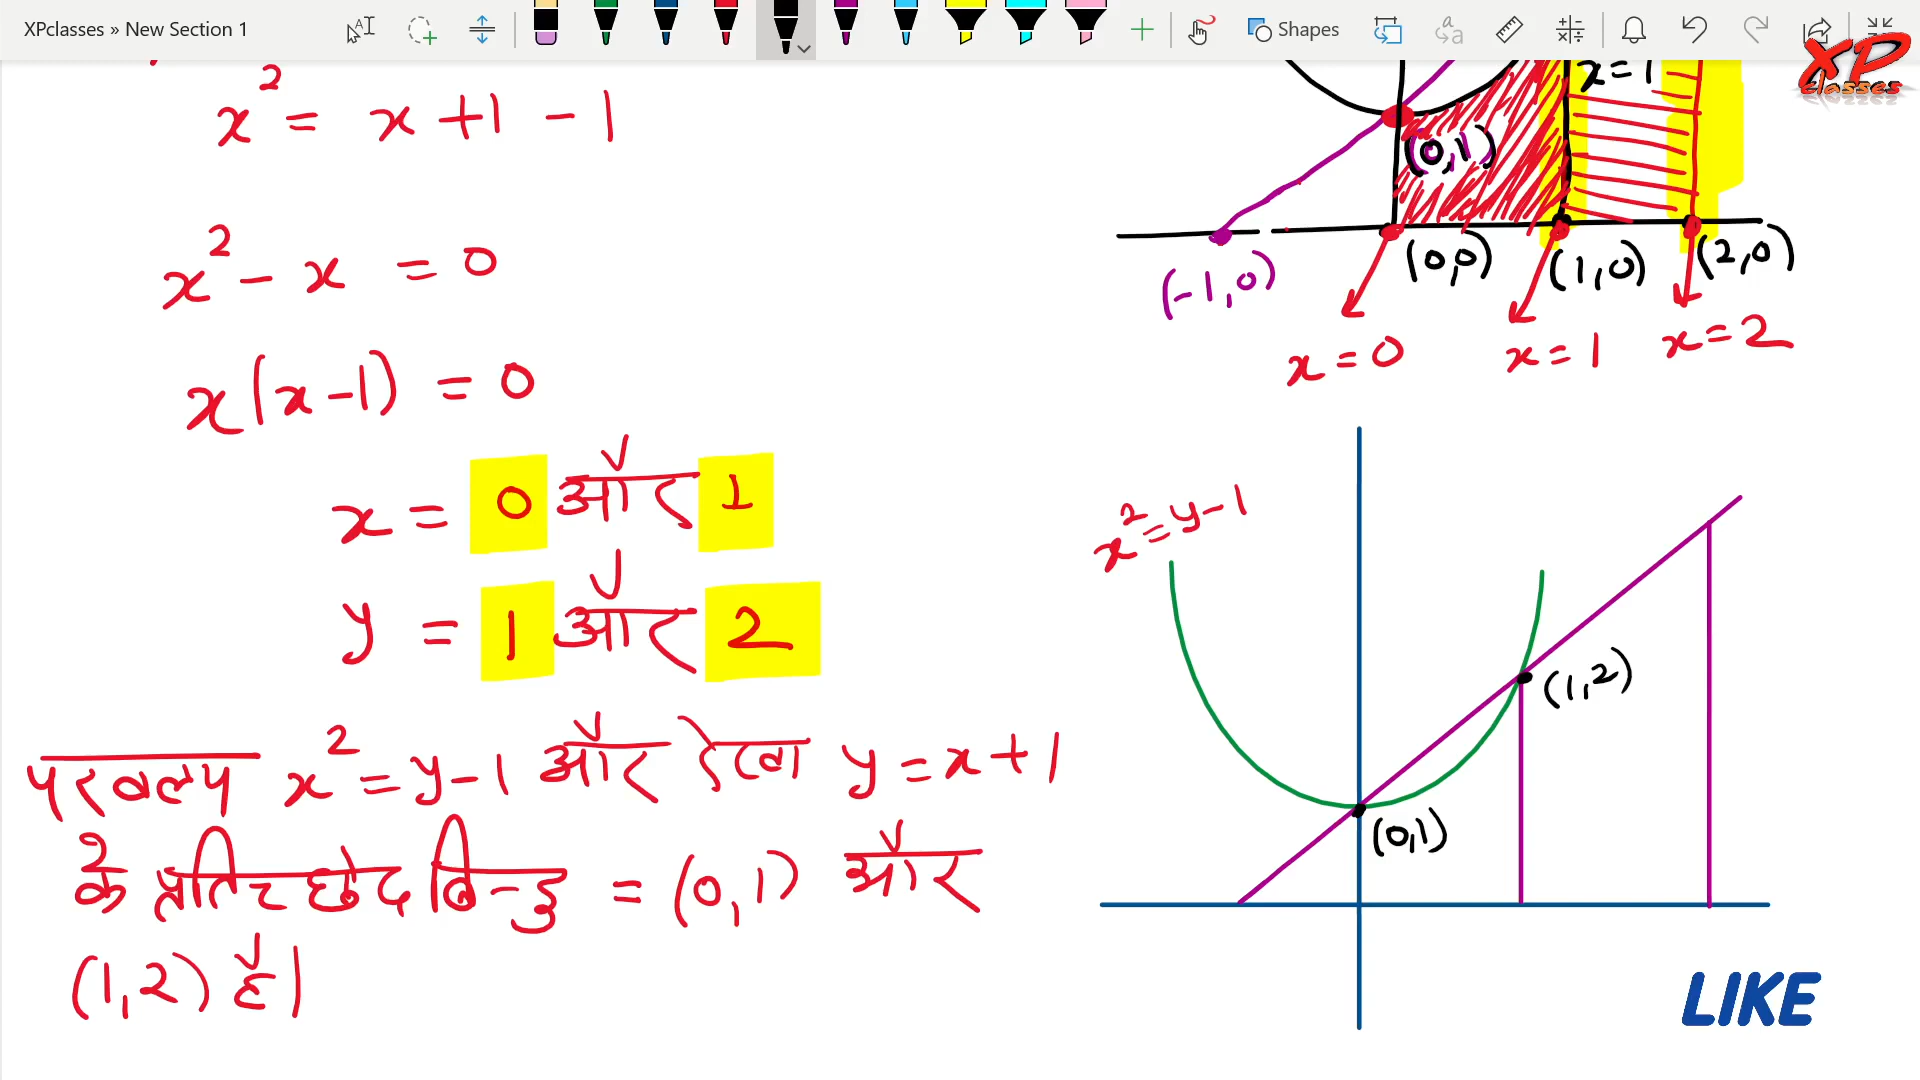 XPclasses » New Section 1
Shapes
XP
classes
x² = x + 1 - 1
x² - x = 0
x(x-1) = 0
x = 0 और 1
y = 1 और 2
परवलय x² = y-1 और रेखा y = x+1
के प्रतिच्छेद बिन्दु = (0,1) और
(1,2) हैं।
x=1
(0,1)
(-1,0)
(0,0)
(1,0)
(2,0)
x = 0
x = 1
x = 2
x² = y-1
(1,2)
(0,1)
LIKE